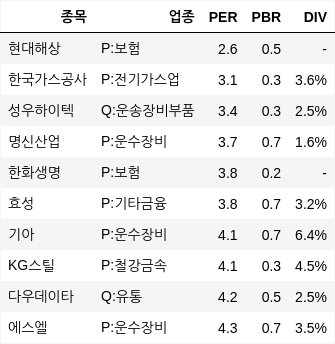 종목 업종 PER PBR DIV
현대해상 P:보험 2.6 0.5 -
한국가스공사 P:전기가스업 3.1 0.3 3.6%
성우하이텍 Q:운송장비부품 3.4 0.3 2.5%
명신산업 P:운수장비 3.7 0.7 1.6%
한화생명 P:보험 3.8 0.2 -
효성 P:기타금융 3.8 0.7 3.2%
기아 P:운수장비 4.1 0.7 6.4%
KG스틸 P:철강금속 4.1 0.3 4.5%
다우데이타 Q:유통 4.2 0.5 2.5%
에스엘 P:운수장비 4.3 0.7 3.5%